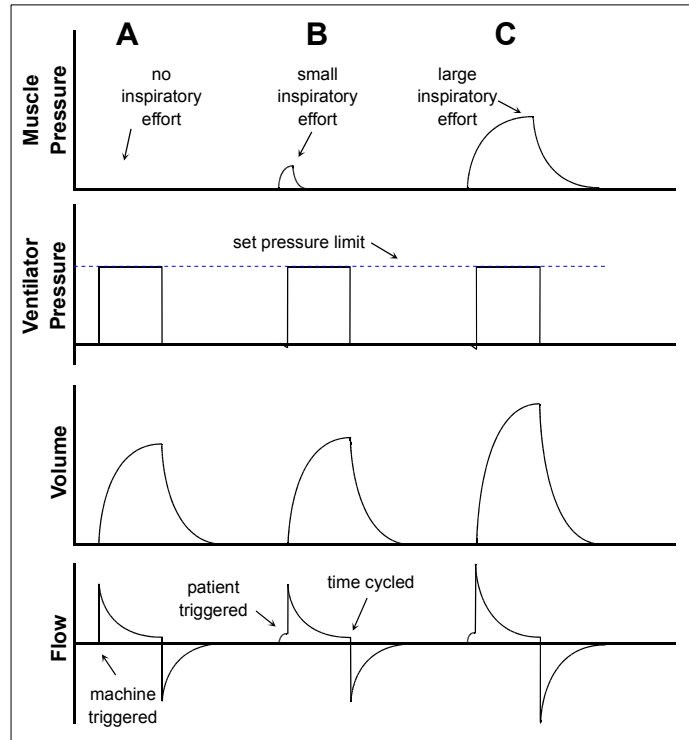 A
B
C
no
inspiratory
effort
small
inspiratory
effort
large
inspiratory
effort
Muscle
Pressure
set pressure limit
Ventilator
Pressure
Volume
patient
triggered
time cycled
Flow
machine
triggered